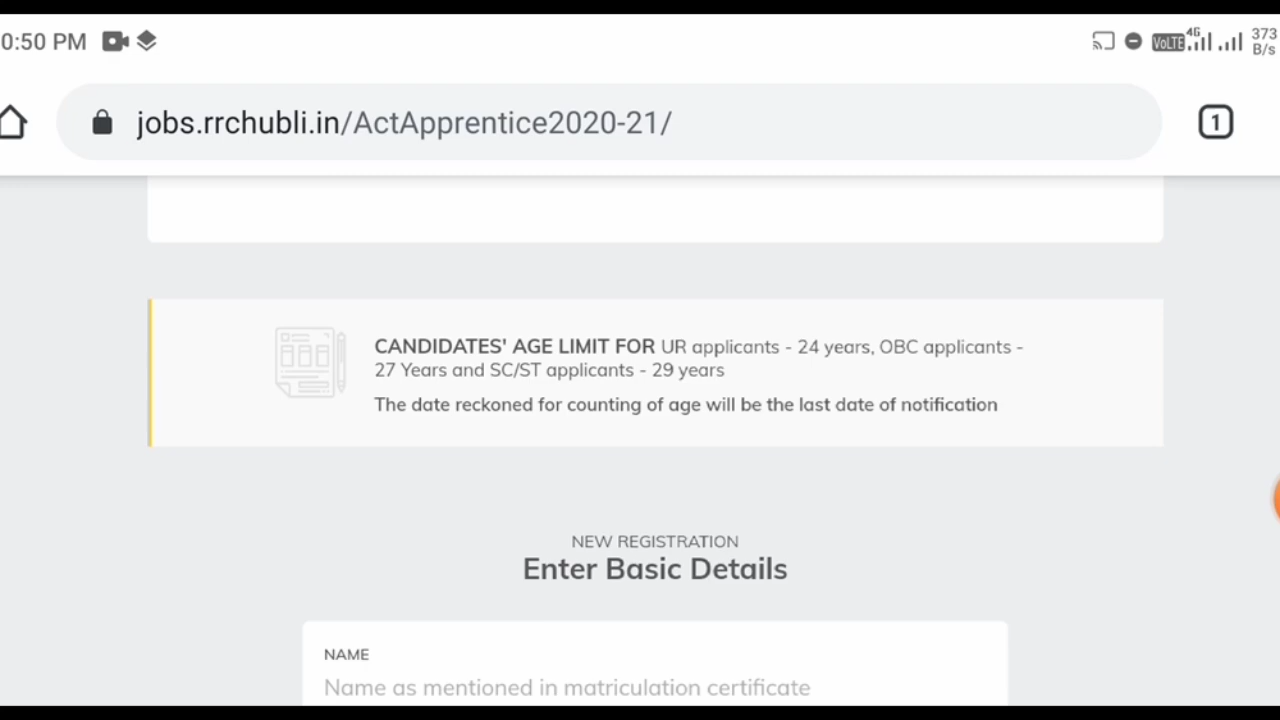 0:50 PM
VoLTE 4G 373 B/s
jobs.rrchubli.in/ActApprentice2020-21/
1
CANDIDATES' AGE LIMIT FOR UR applicants - 24 years, OBC applicants -
27 Years and SC/ST applicants - 29 years
The date reckoned for counting of age will be the last date of notification
NEW REGISTRATION
Enter Basic Details
NAME
Name as mentioned in matriculation certificate